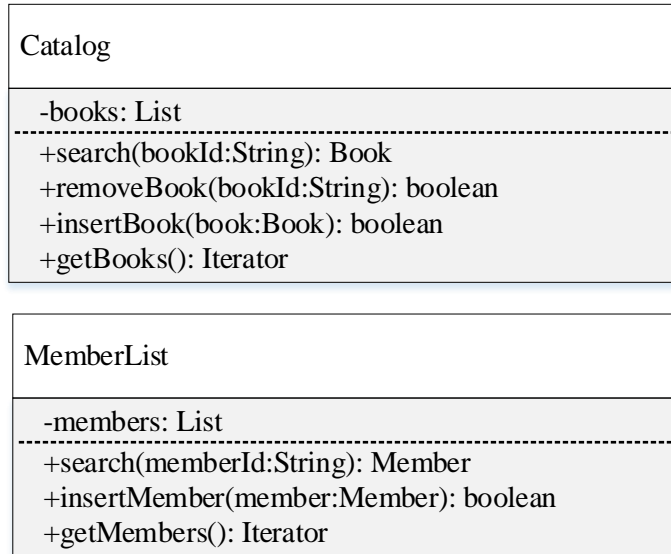 Catalog
-books: List
+search(bookId:String): Book
+removeBook(bookId:String): boolean
+insertBook(book:Book): boolean
+getBooks(): Iterator
MemberList
-members: List
+search(memberId:String): Member
+insertMember(member:Member): boolean
+getMembers(): Iterator